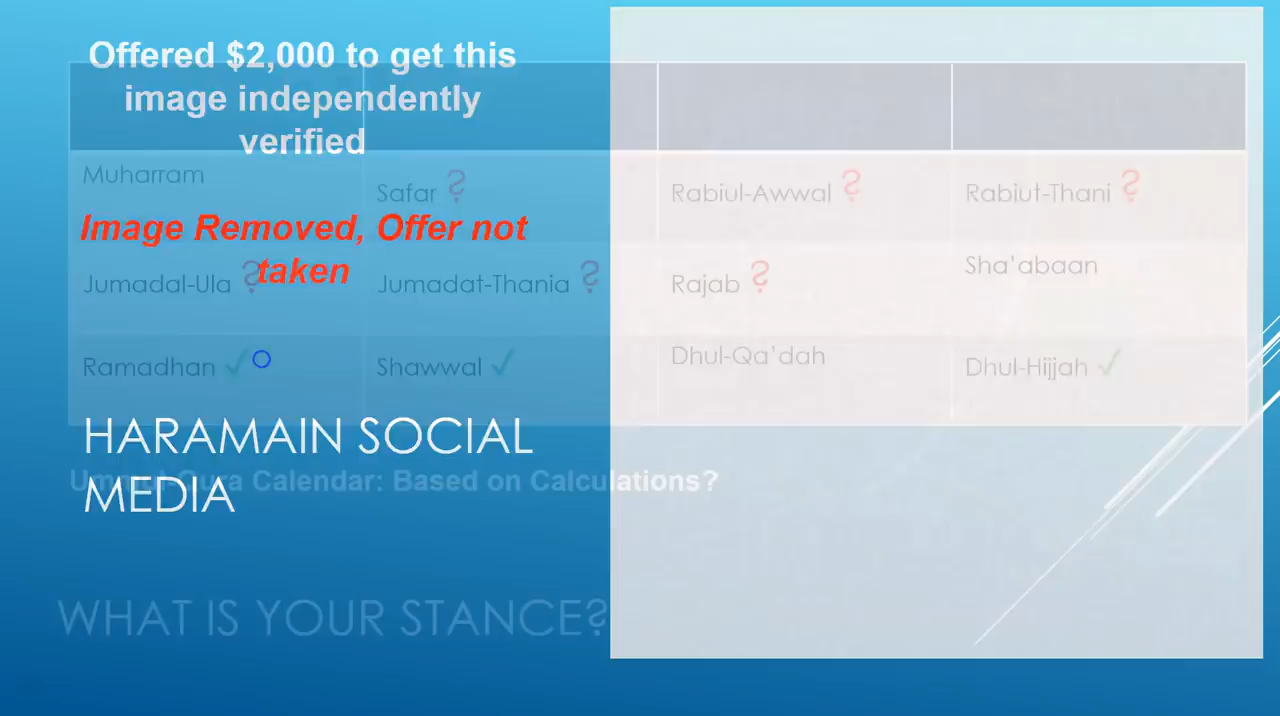 Offered $2,000 to get this
image independently
verified
Muharram
Safar ?
Rabiul-Awwal ?
Rabiut-Thani ?
Image Removed, Offer not
taken
Jumadal-Ula ?
Jumadat-Thania ?
Rajab ?
Sha'abaan
Ramadhan ✓
Shawwal ✓
Dhul-Qa'dah
Dhul-Hijjah ✓
HARAMAIN SOCIAL
MEDIA
Ummul Qura Calendar: Based on Calculations?
WHAT IS YOUR STANCE?